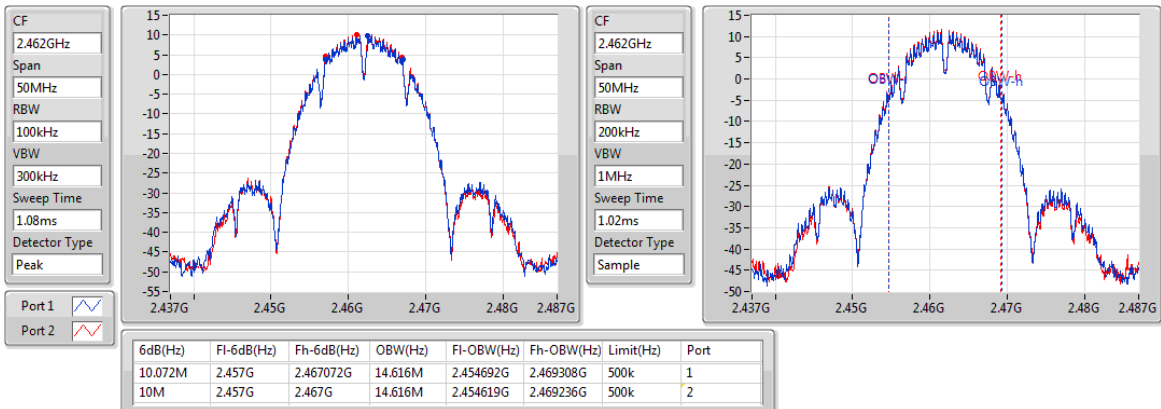 CF
2.462GHz
Span
50MHz
RBW
100kHz
VBW
300kHz
Sweep Time
1.08ms
Detector Type
Peak
Port 1
Port 2
15
10
5
0
-5
-10
-15
-20
-25
-30
-35
-40
-45
-50
-55
2.437G 2.45G 2.46G 2.47G 2.48G 2.487G
CF
2.462GHz
Span
50MHz
RBW
200kHz
VBW
1MHz
Sweep Time
1.02ms
Detector Type
Sample
15
10
5
0
-5
-10
-15
-20
-25
-30
-35
-40
-45
-50
OBW-l OBW-h
OBW-h
2.437G 2.45G 2.46G 2.47G 2.48G 2.487G
6dB(Hz) Fl-6dB(Hz) Fh-6dB(Hz) OBW(Hz) Fl-OBW(Hz) Fh-OBW(Hz) Limit(Hz) Port
10.072M 2.457G 2.467072G 14.616M 2.454692G 2.469308G 500k 1
10M 2.457G 2.467G 14.616M 2.454619G 2.469236G 500k 2